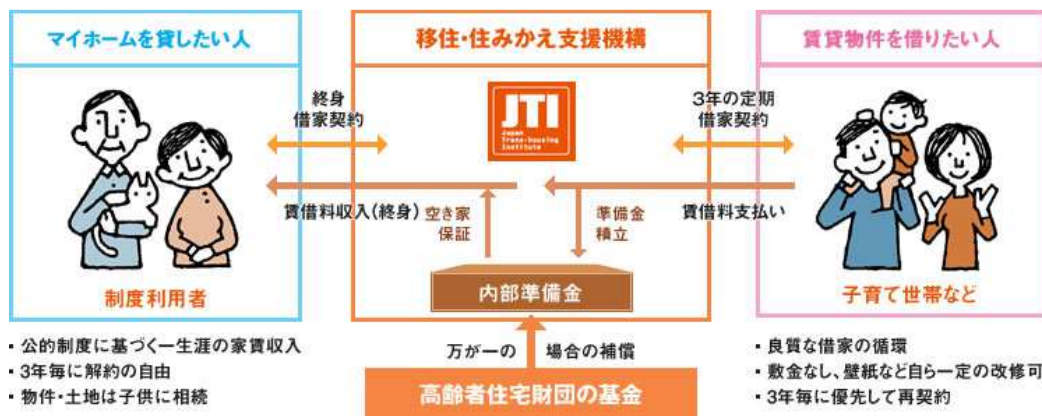 マイホームを貸したい人
移住・住みかえ支援機構
賃貸物件を借りたい人
JTI
Japan
Trans-housing
Institute
終身
借家契約
3年の定期
借家契約
賃借料収入(終身)
空き家
保証
準備金
積立
賃借料支払い
内部準備金
制度利用者
子育て世帯など
・公的制度に基づく一生涯の家賃収入
・3年毎に解約の自由
・物件・土地は子供に相続
万が一の 場合の補償
高齢者住宅財団の基金
・良質な借家の循環
・敷金なし、壁紙など自ら一定の改修可
・3年毎に優先して再契約